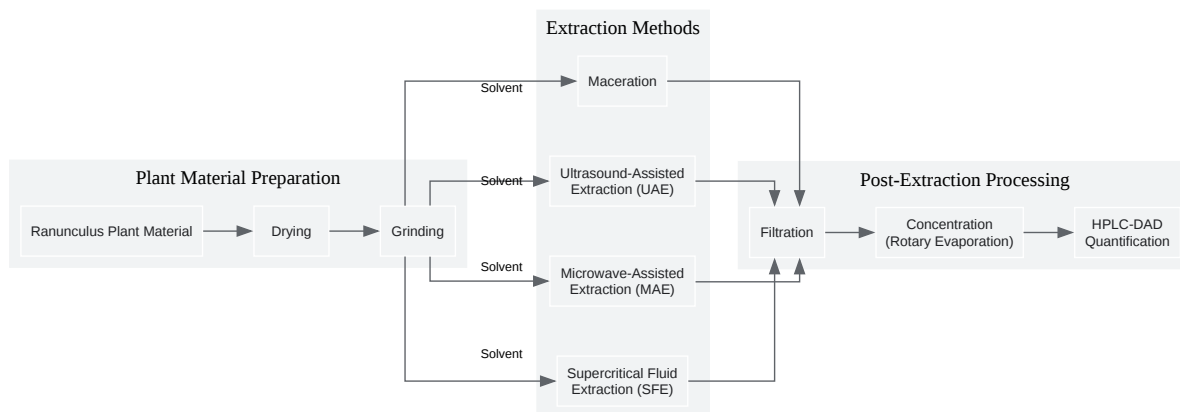 Extraction Methods
Maceration
Solvent
Plant Material Preparation
Ranunculus Plant Material
Drying
Grinding
Solvent
Ultrasound-Assisted
Extraction (UAE)
Solvent
Microwave-Assisted
Extraction (MAE)
Solvent
Supercritical Fluid
Extraction (SFE)
Post-Extraction Processing
Filtration
Concentration
(Rotary Evaporation)
HPLC-DAD
Quantification